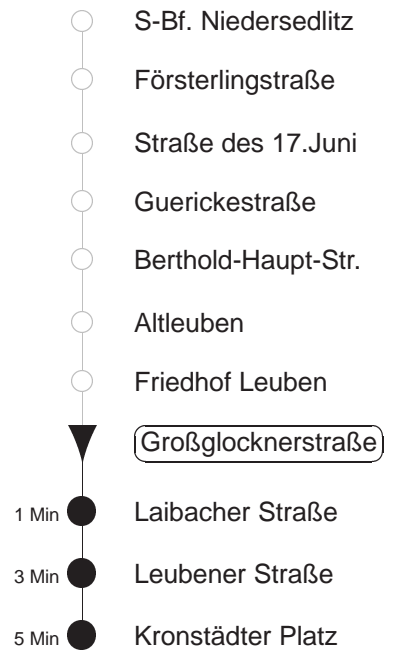 S-Bf. Niedersedlitz
Försterlingstraße
Straße des 17.Juni
Guerickestraße
Berthold-Haupt-Str.
Altleuben
Friedhof Leuben
Großglocknerstraße
1 Min Laibacher Straße
3 Min Leubener Straße
5 Min Kronstädter Platz